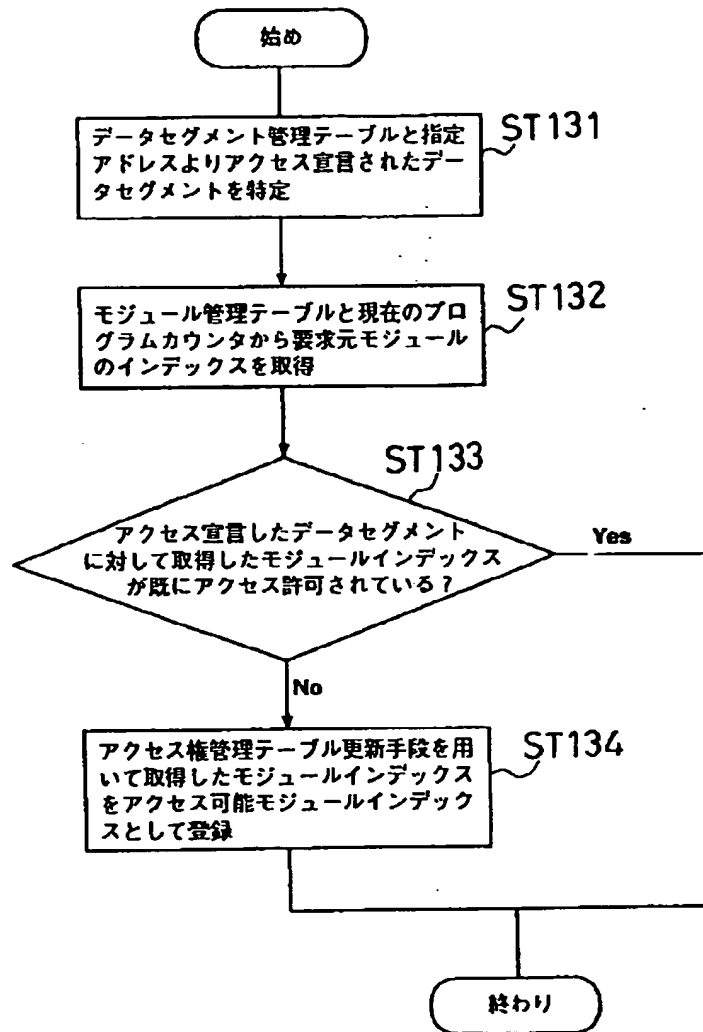 始め
データセグメント管理テーブルと指定
アドレスよりアクセス宣言されたデー
タセグメントを特定
ST131
モジュール管理テーブルと現在のプロ
グラムカウンタから要求元モジュール
のインデックスを取得
ST132
ST133
アクセス宣言したデータセグメント
に対して取得したモジュールインデックス
が既にアクセス許可されている?
Yes
No
アクセス権管理テーブル更新手段を用
いて取得したモジュールインデックス
をアクセス可能モジュールインデック
スとして登録
ST134
終わり